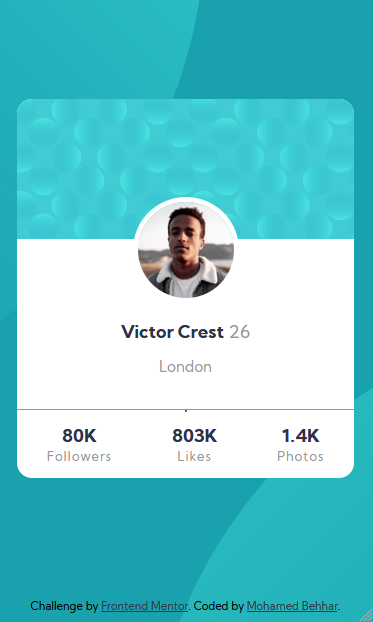 Victor Crest 26
London
80K 803K 1.4K
Followers Likes Photos
Challenge by Frontend Mentor. Coded by Mohamed Behhar.